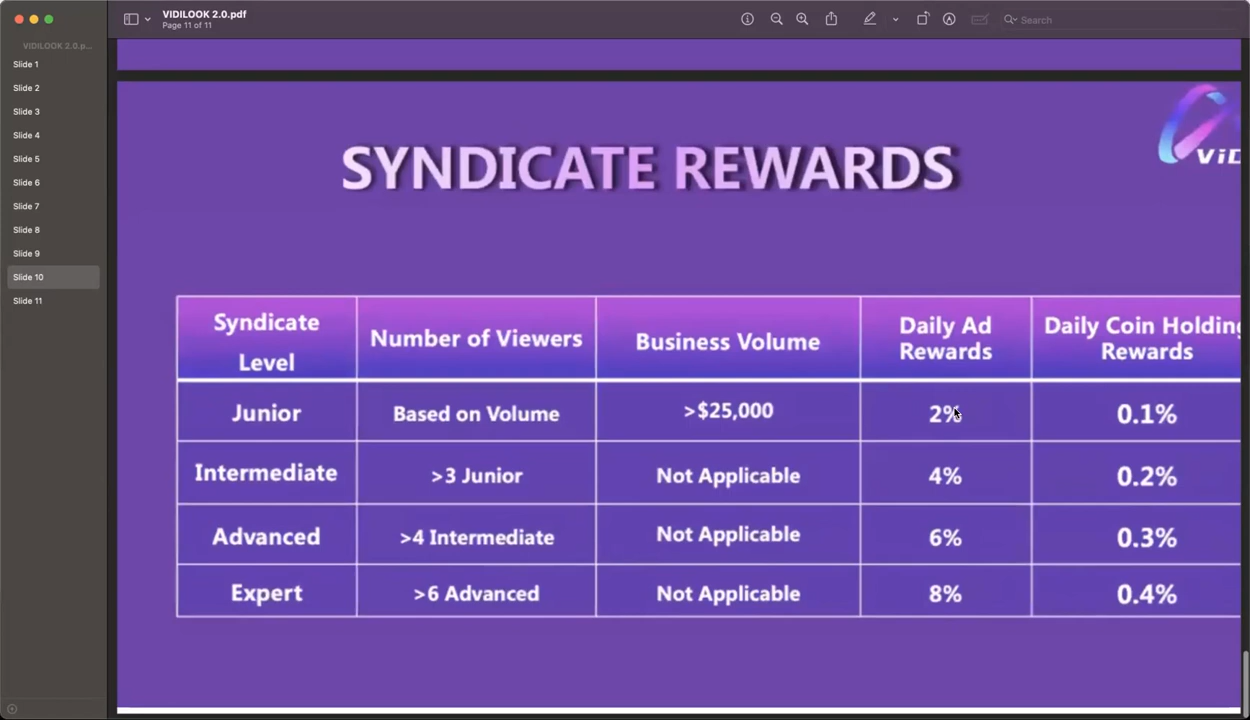 VIDILOOK 2.0.pdf
Page 11 of 11
Search
VIDILOOK 2.0.p...
Slide 1
Slide 2
Slide 3
Slide 4
Slide 5
Slide 6
Slide 7
Slide 8
Slide 9
Slide 10
Slide 11
SYNDICATE REWARDS
Syndicate Level
Number of Viewers
Business Volume
Daily Ad Rewards
Daily Coin Holding Rewards
Junior
Based on Volume
>$25,000
2%
0.1%
Intermediate
>3 Junior
Not Applicable
4%
0.2%
Advanced
>4 Intermediate
Not Applicable
6%
0.3%
Expert
>6 Advanced
Not Applicable
8%
0.4%